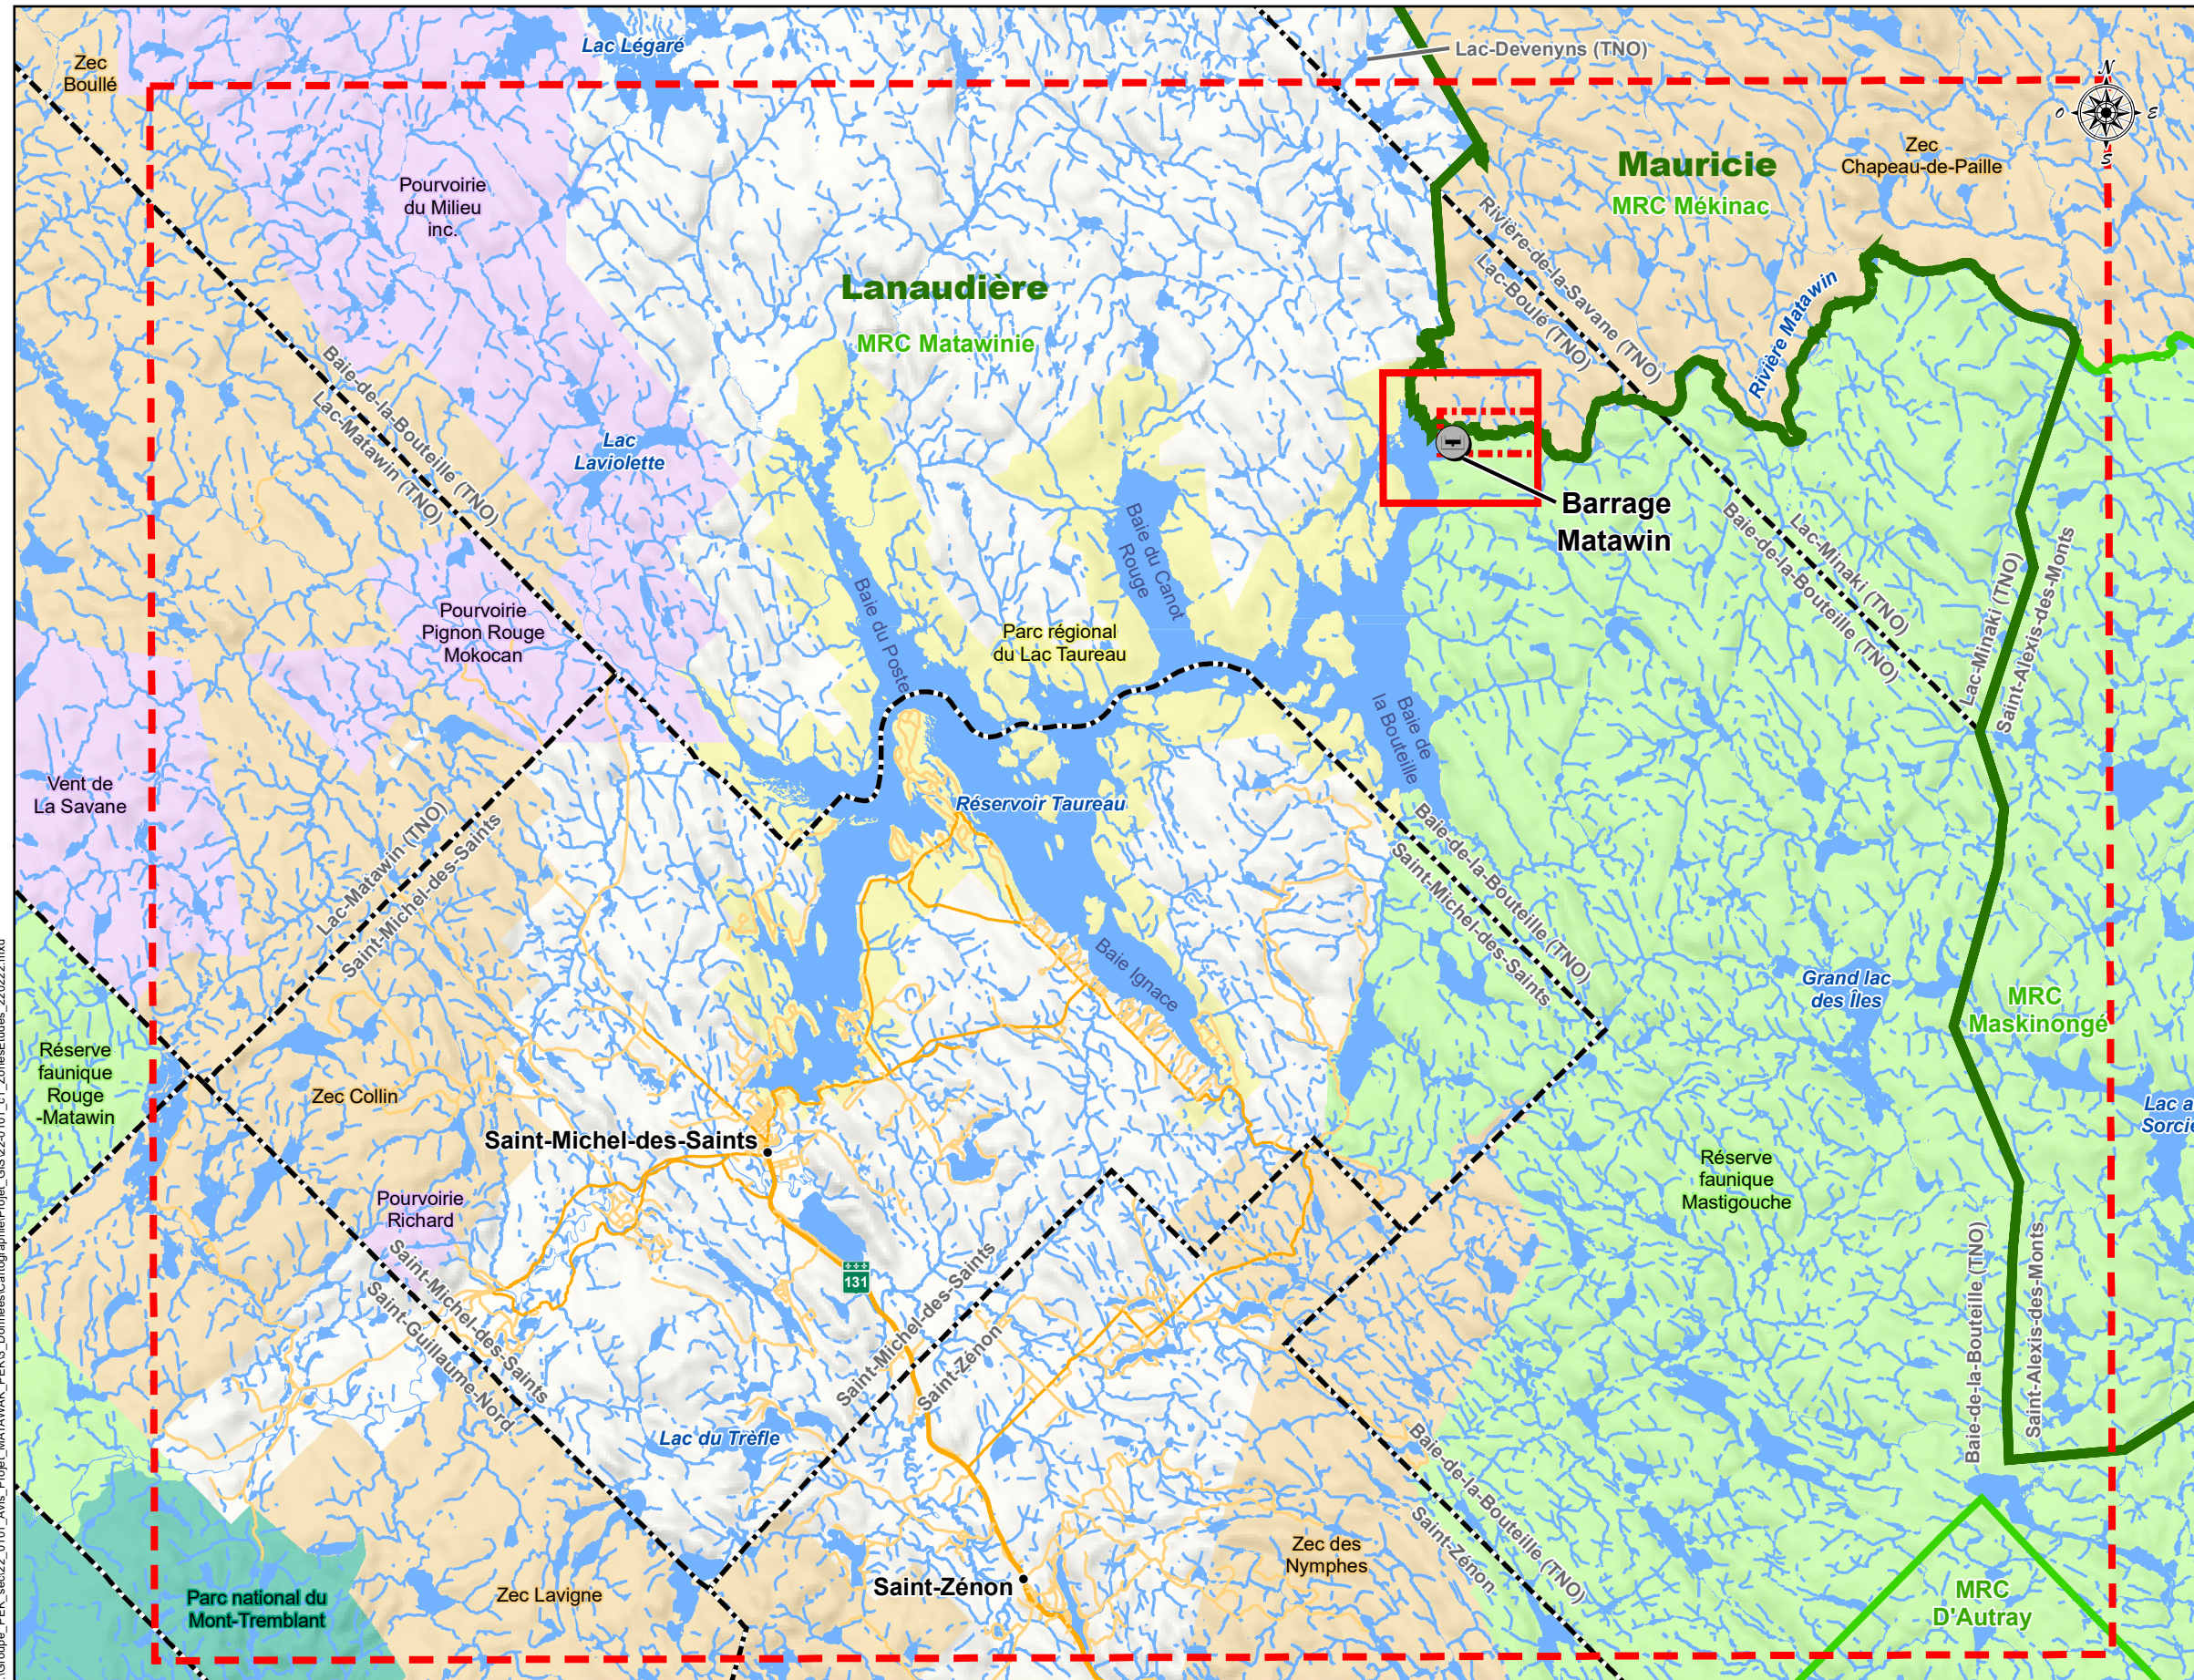 Lac Légaré
Lac-Devenyns (TNO)
Zec
Boullé
N
O
E
S
Mauricie
MRC Mékinac
Zec
Chapeau-de-Paille
Pourvoirie
du Milieu
inc.
Rivière-de-la-Savane (TNO)
Lac-Boulé (TNO)
Rivière Matawin
Lanaudière
MRC Matawinie
Baie-de-la-Bouteille (TNO)
Lac-Matawin (TNO)
Lac
Laviolette
Barrage
Matawin
Baie du Canot
Rouge
Lac-Minaki (TNO)
Baie-de-la-Bouteille (TNO)
Lac-Minaki (TNO)
Saint-Alexis-des-Monts
Baie du Poste
Pourvoirie
Pignon Rouge
Mokocan
Parc régional
du Lac Taureau
Baie de
la Bouteille
Vent de
La Savane
Réservoir Taureau
Lac-Matawin (TNO)
Saint-Michel-des-Saints
Baie-de-la-Bouteille (TNO)
Saint-Michel-des-Saints
Baie Ignace
Grand lac
des Îles
MRC
Maskinongé
Réserve
faunique
Rouge
-Matawin
Zec Collin
Lac a
Sorciè
Saint-Michel-des-Saints
Réserve
faunique
Mastigouche
Pourvoirie
Richard
131
Saint-Michel-des-Saints
Saint-Guillaume-Nord
Saint-Michel-des-Saints
Saint-Zénon
Baie-de-la-Bouteille (TNO)
Saint-Alexis-des-Monts
Lac du Trèfle
Baie-de-la-Bouteille (TNO)
Saint-Zénon
Zec des
Nymphes
Saint-Zénon
Zec Lavigne
Parc national du
Mont-Tremblant
MRC
D'Autray